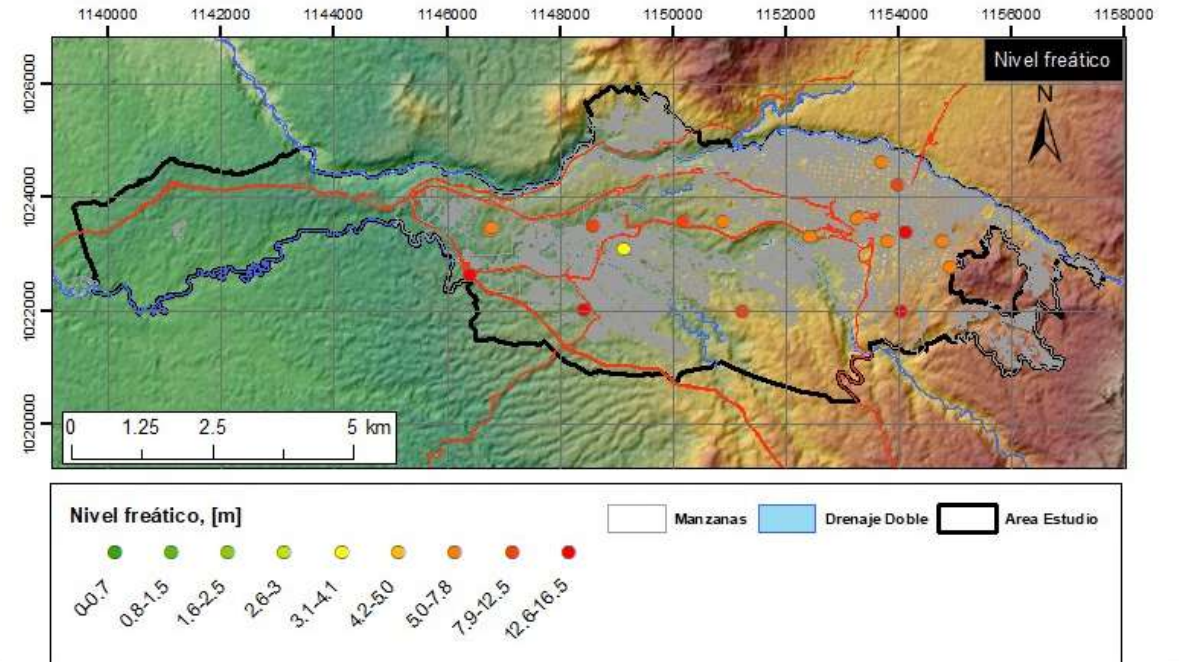 1140000 1142000 1144000 1146000 1148000 1150000 1152000 1154000 1156000 1158000
Nivel freático
N
1026000
1024000
1022000
1020000
0 1.25 2.5 5 km
Nivel freático, [m]
Manzanas Drenaje Doble Area Estudio
0-0.7 0.8-1.5 1.6-2.5 2.6-3 3.1-4.1 4.2-5.0 5.0-7.8 7.9-12.5 12.6-16.5